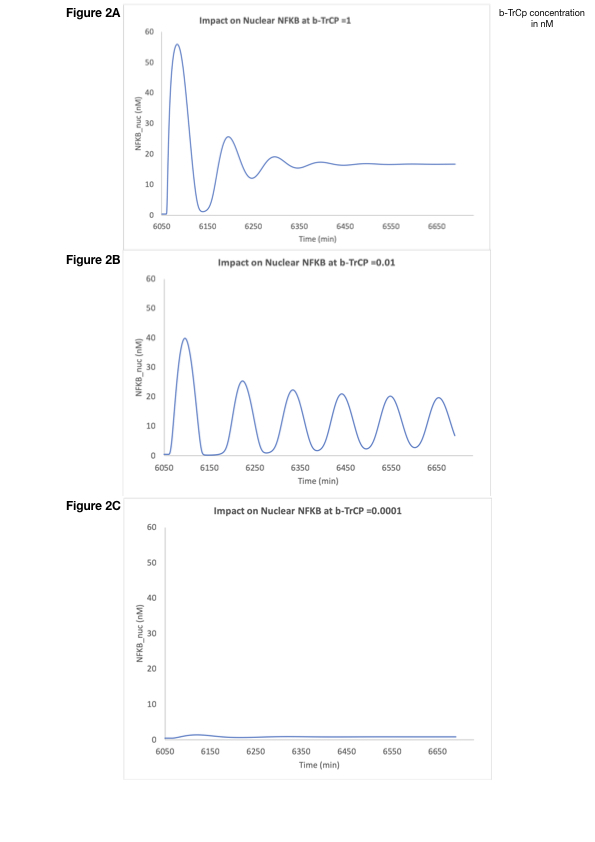 Figure 2A
b-TrCp concentration
in nM
Impact on Nuclear NFKB at b-TrCP =1
NFKB_nuc (nM)
60
50
40
30
20
10
0
6050 6150 6250 6350 6450 6550 6650
Time (min)
Figure 2B
Impact on Nuclear NFKB at b-TrCP =0.01
NFKB_nuc (nM)
60
50
40
30
20
10
0
6050 6150 6250 6350 6450 6550 6650
Time (min)
Figure 2C
Impact on Nuclear NFKB at b-TrCP =0.0001
NFKB_nuc (nM)
60
50
40
30
20
10
0
6050 6150 6250 6350 6450 6550 6650
Time (min)